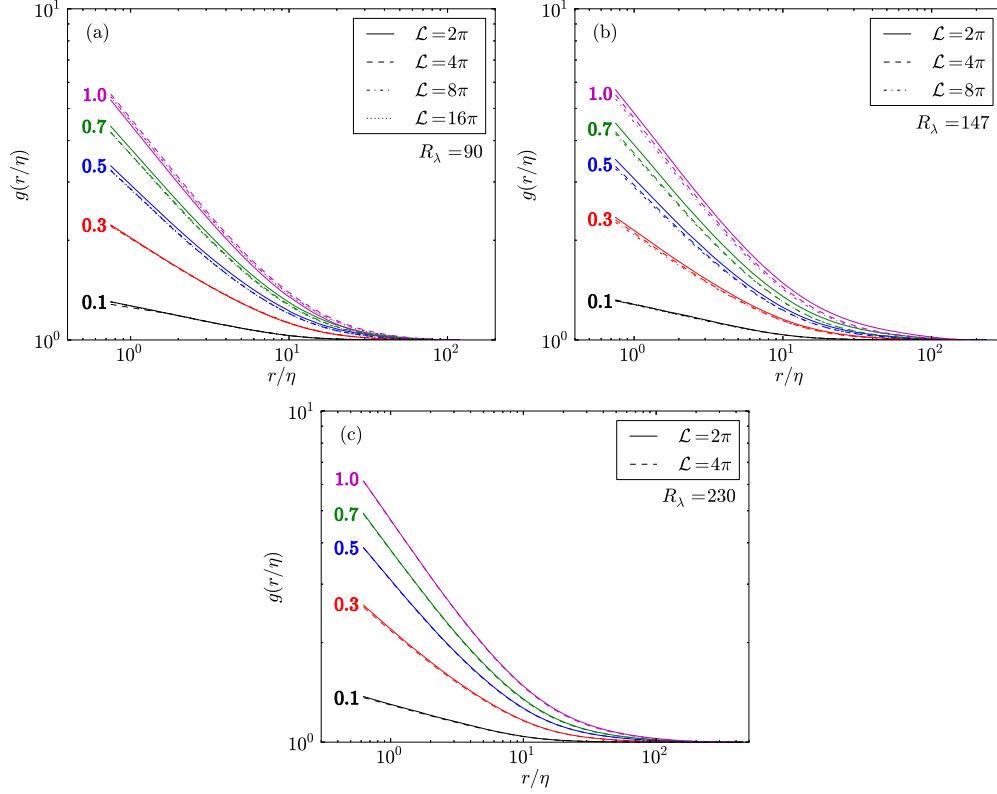 (a)
ℒ = 2π
ℒ = 4π
ℒ = 8π
ℒ = 16π
R_λ = 90
1.0
0.7
0.5
0.3
0.1
10^1
10^0
g(r/η)
10^0 10^1 10^2
r/η
(b)
ℒ = 2π
ℒ = 4π
ℒ = 8π
R_λ = 147
1.0
0.7
0.5
0.3
0.1
10^1
10^0
g(r/η)
10^0 10^1 10^2
r/η
(c)
ℒ = 2π
ℒ = 4π
R_λ = 230
1.0
0.7
0.5
0.3
0.1
10^1
10^0
g(r/η)
10^0 10^1 10^2
r/η